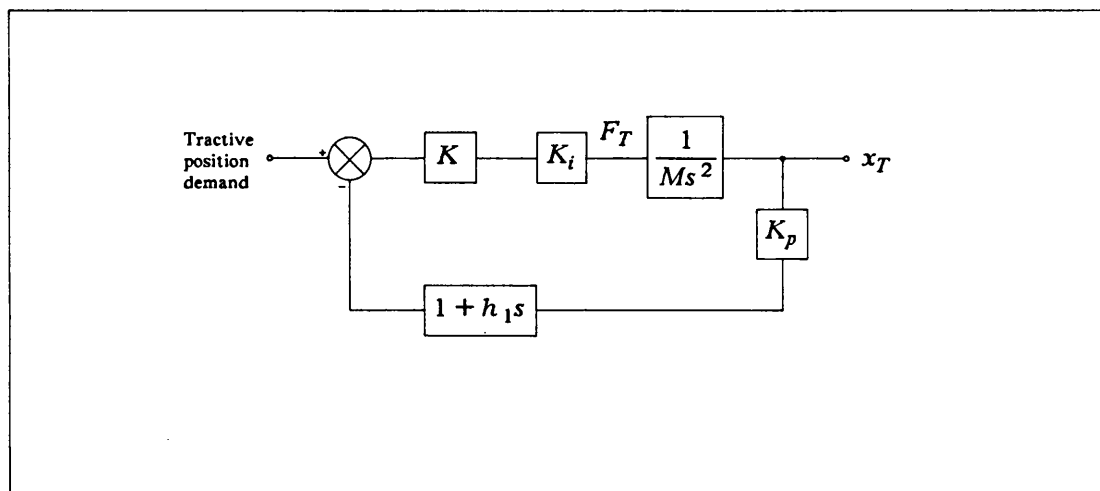 Tractive
position
demand
+
-
K
K_i
F_T
1
Ms^2
x_T
K_p
1 + h_1s